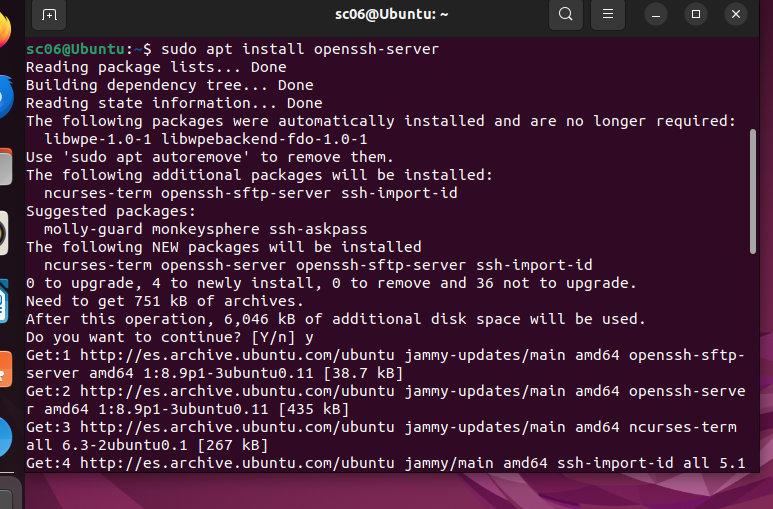 sc06@Ubuntu: ~
sc06@Ubuntu:~$ sudo apt install openssh-server
Reading package lists... Done
Building dependency tree... Done
Reading state information... Done
The following packages were automatically installed and are no longer required:
  libwpe-1.0-1 libwpebackend-fdo-1.0-1
Use 'sudo apt autoremove' to remove them.
The following additional packages will be installed:
  ncurses-term openssh-sftp-server ssh-import-id
Suggested packages:
  molly-guard monkeysphere ssh-askpass
The following NEW packages will be installed
  ncurses-term openssh-server openssh-sftp-server ssh-import-id
0 to upgrade, 4 to newly install, 0 to remove and 36 not to upgrade.
Need to get 751 kB of archives.
After this operation, 6,046 kB of additional disk space will be used.
Do you want to continue? [Y/n] y
Get:1 http://es.archive.ubuntu.com/ubuntu jammy-updates/main amd64 openssh-sftp-
server amd64 1:8.9p1-3ubuntu0.11 [38.7 kB]
Get:2 http://es.archive.ubuntu.com/ubuntu jammy-updates/main amd64 openssh-serve
r amd64 1:8.9p1-3ubuntu0.11 [435 kB]
Get:3 http://es.archive.ubuntu.com/ubuntu jammy-updates/main amd64 ncurses-term
all 6.3-2ubuntu0.1 [267 kB]
Get:4 http://es.archive.ubuntu.com/ubuntu jammy/main amd64 ssh-import-id all 5.1